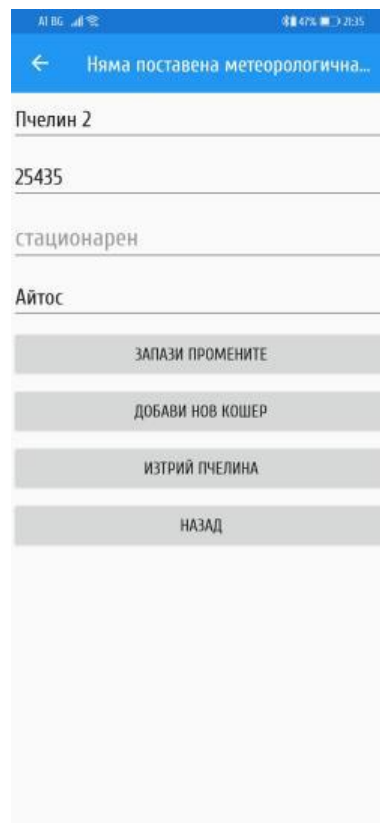 A1 BG 47% 21:35
Няма поставена метеорологична...
Пчелин 2
25435
стационарен
Айтос
ЗАПАЗИ ПРОМЕНИТЕ
ДОБАВИ НОВ КОШЕР
ИЗТРИЙ ПЧЕЛИНА
НАЗАД